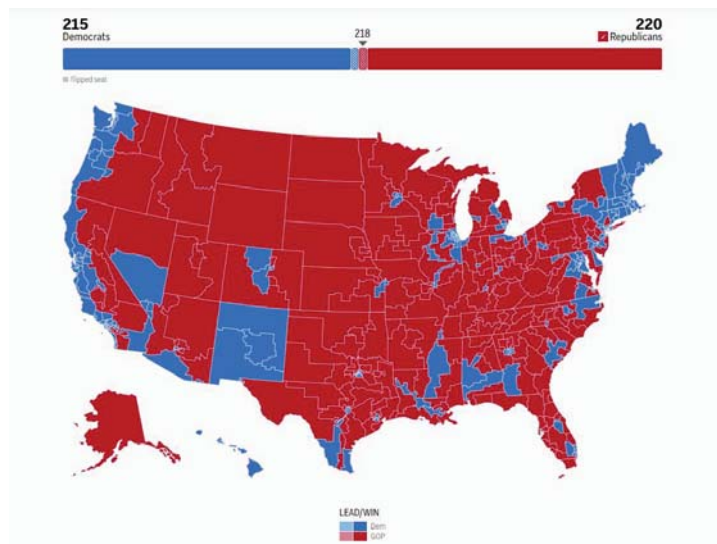 215
Democrats
218
220
Republicans
flipped seat
LEAD/WIN
Dem
GOP